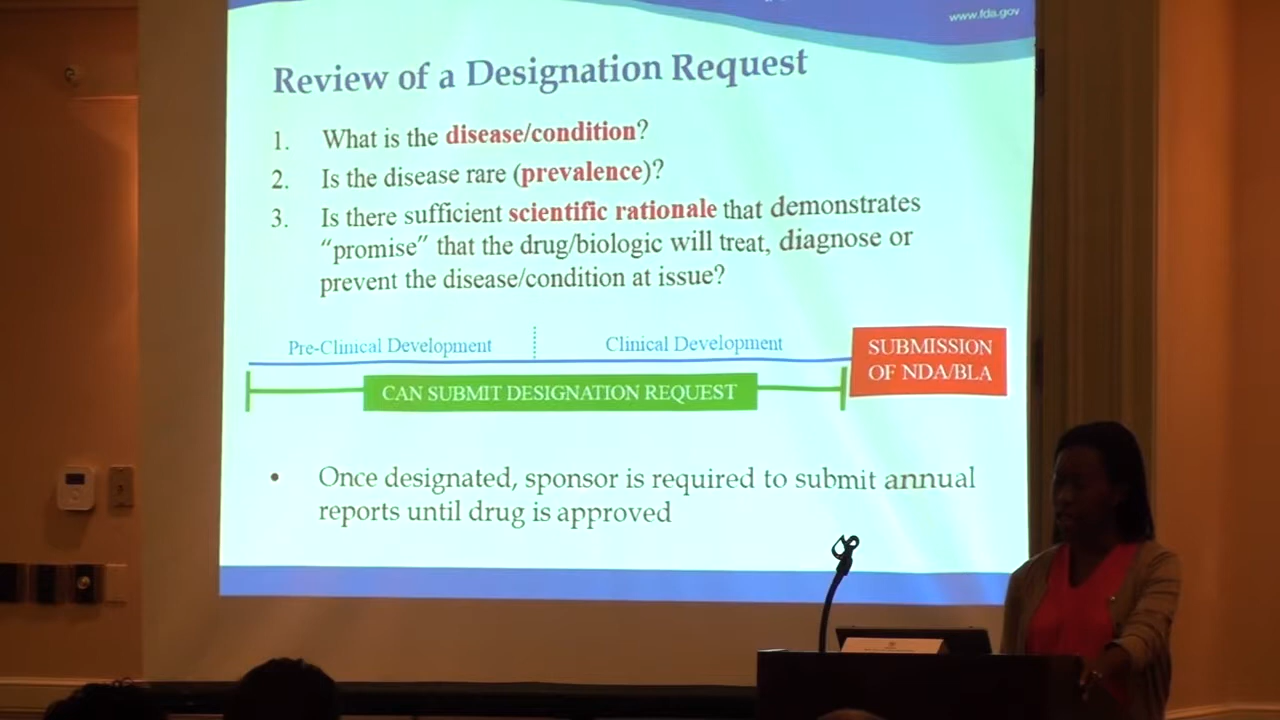 www.fda.gov
Review of a Designation Request
1. What is the disease/condition?
2. Is the disease rare (prevalence)?
3. Is there sufficient scientific rationale that demonstrates
“promise” that the drug/biologic will treat, diagnose or
prevent the disease/condition at issue?
Pre-Clinical Development
Clinical Development
SUBMISSION
OF NDA/BLA
CAN SUBMIT DESIGNATION REQUEST
• Once designated, sponsor is required to submit annual
reports until drug is approved